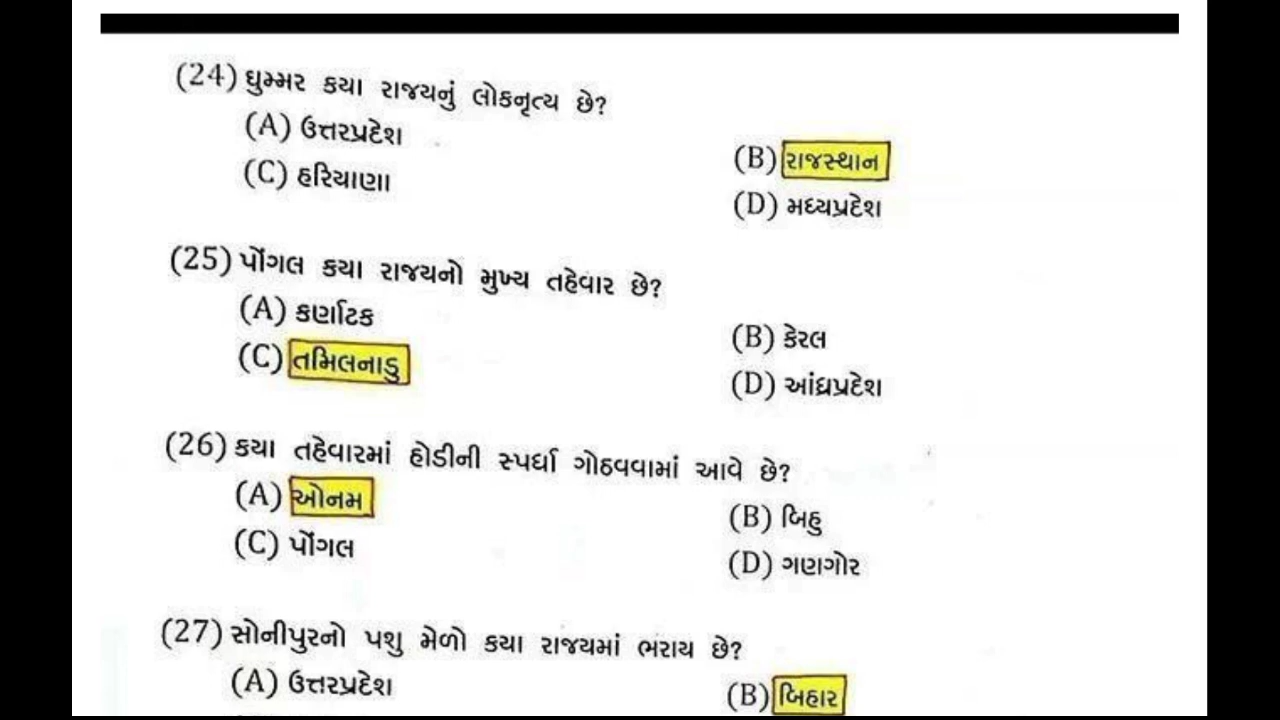 (24) ઘુમ્મર કયા રાજ્યનું લોકનૃત્ય છે?
(A) ઉત્તરપ્રદેશ
(B) રાજસ્થાન
(C) હરિયાણા
(D) મધ્યપ્રદેશ
(25) પોંગલ કયા રાજ્યનો મુખ્ય તહેવાર છે?
(A) કર્ણાટક
(B) કેરલ
(C) તમિલનાડુ
(D) આંધ્રપ્રદેશ
(26) કયા તહેવારમાં હોડીની સ્પર્ધા ગોઠવવામાં આવે છે?
(A) ઓનમ
(B) બિહુ
(C) પોંગલ
(D) ગણગોર
(27) સોનીપુરનો પશુ મેળો કયા રાજ્યમાં ભરાય છે?
(A) ઉત્તરપ્રદેશ
(B) બિહાર